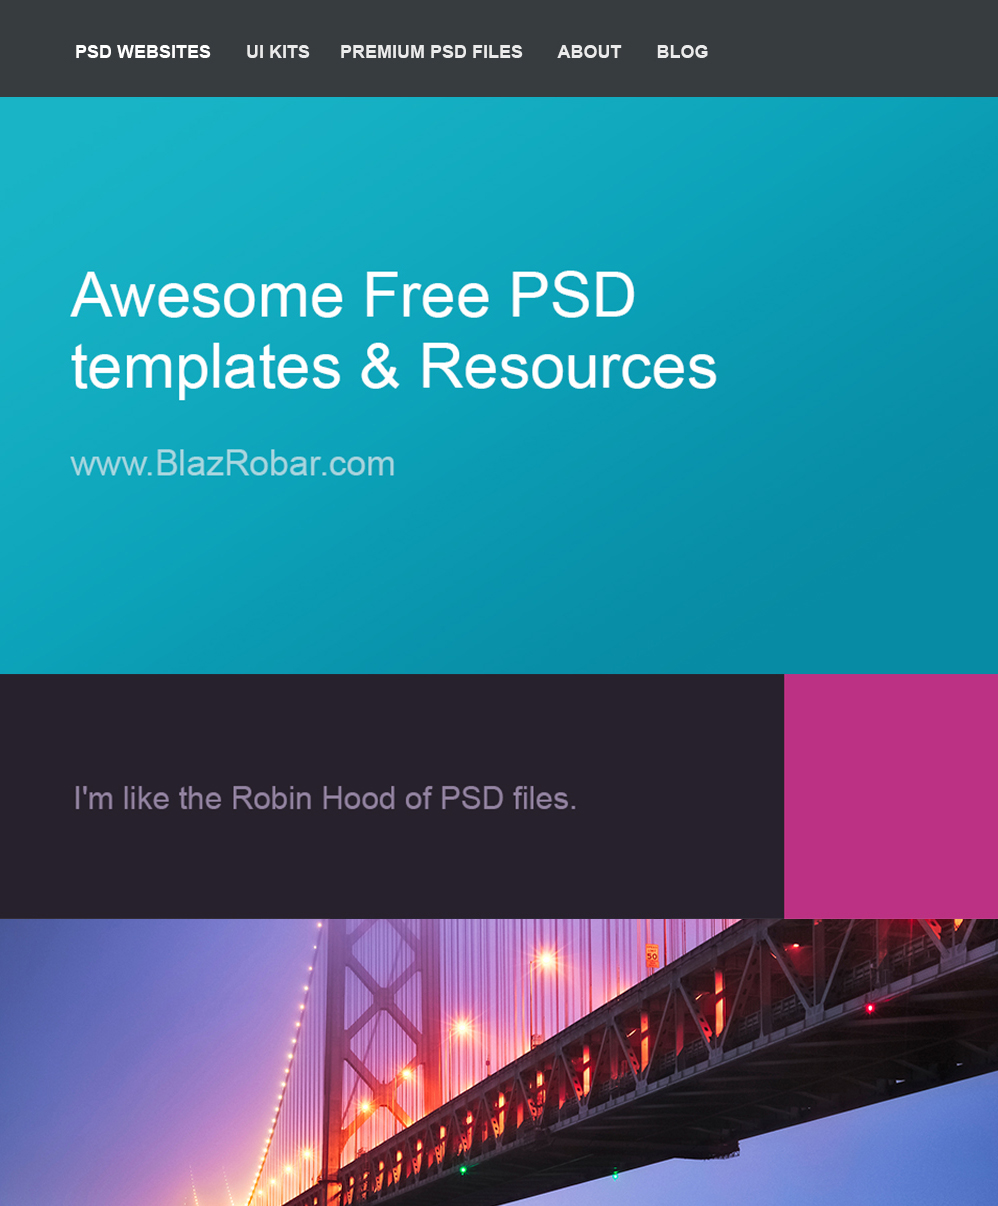 PSD WEBSITES UI KITS PREMIUM PSD FILES ABOUT BLOG
Awesome Free PSD
templates & Resources
www.BlazRobar.com
I'm like the Robin Hood of PSD files.
50